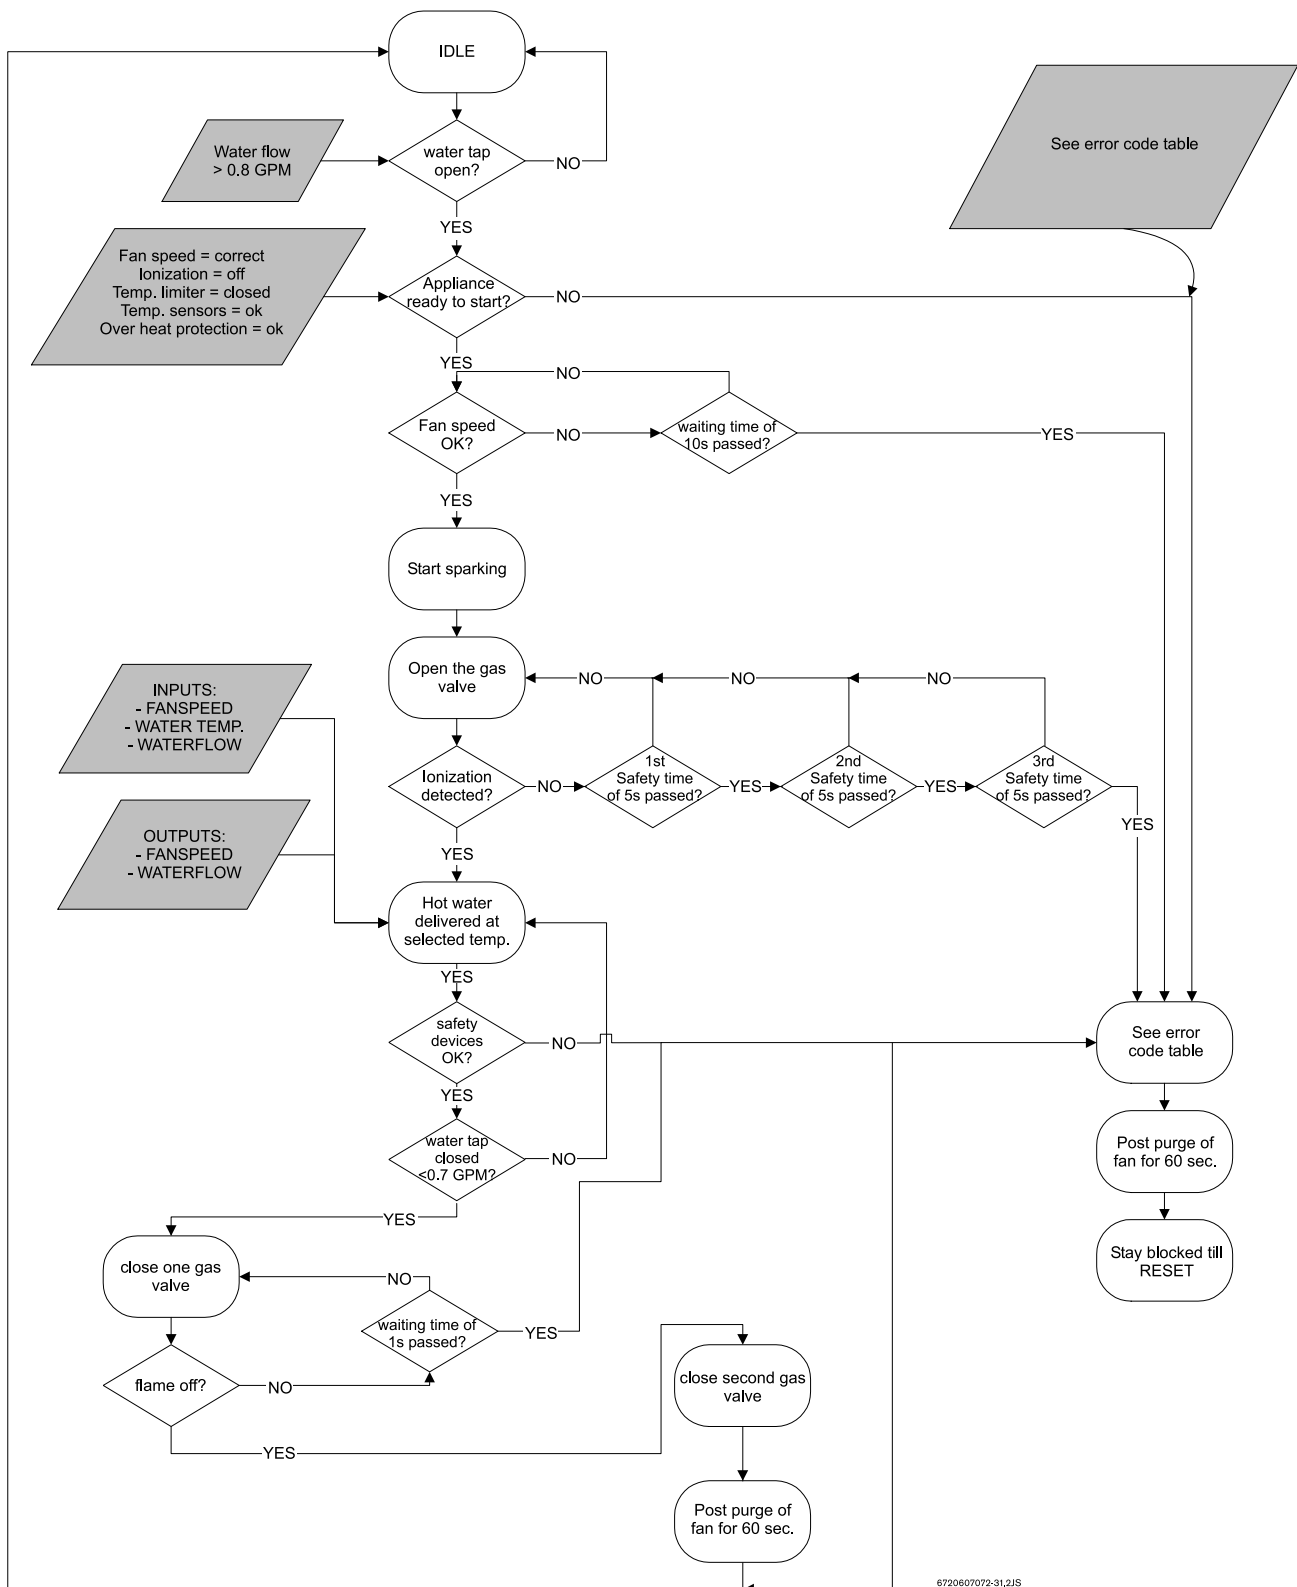 IDLE
Water flow
> 0.8 GPM
water tap
open?
NO
See error code table
YES
Fan speed = correct
Ionization = off
Temp. limiter = closed
Temp. sensors = ok
Over heat protection = ok
Appliance
ready to start?
NO
YES
NO
Fan speed
OK?
NO
waiting time of
10s passed?
YES
YES
Start sparking
Open the gas
valve
NO
NO
NO
INPUTS:
- FANSPEED
- WATER TEMP.
- WATERFLOW
Ionization
detected?
NO
1st
Safety time
of 5s passed?
YES
2nd
Safety time
of 5s passed?
YES
3rd
Safety time
of 5s passed?
YES
OUTPUTS:
- FANSPEED
- WATERFLOW
YES
Hot water
delivered at
selected temp.
YES
safety
devices
OK?
NO
See error
code table
YES
water tap
closed
<0.7 GPM?
NO
Post purge of
fan for 60 sec.
YES
Stay blocked till
RESET
close one gas
valve
NO
waiting time of
1s passed?
YES
flame off?
NO
close second gas
valve
YES
Post purge of
fan for 60 sec.
6720607072-31,2JS